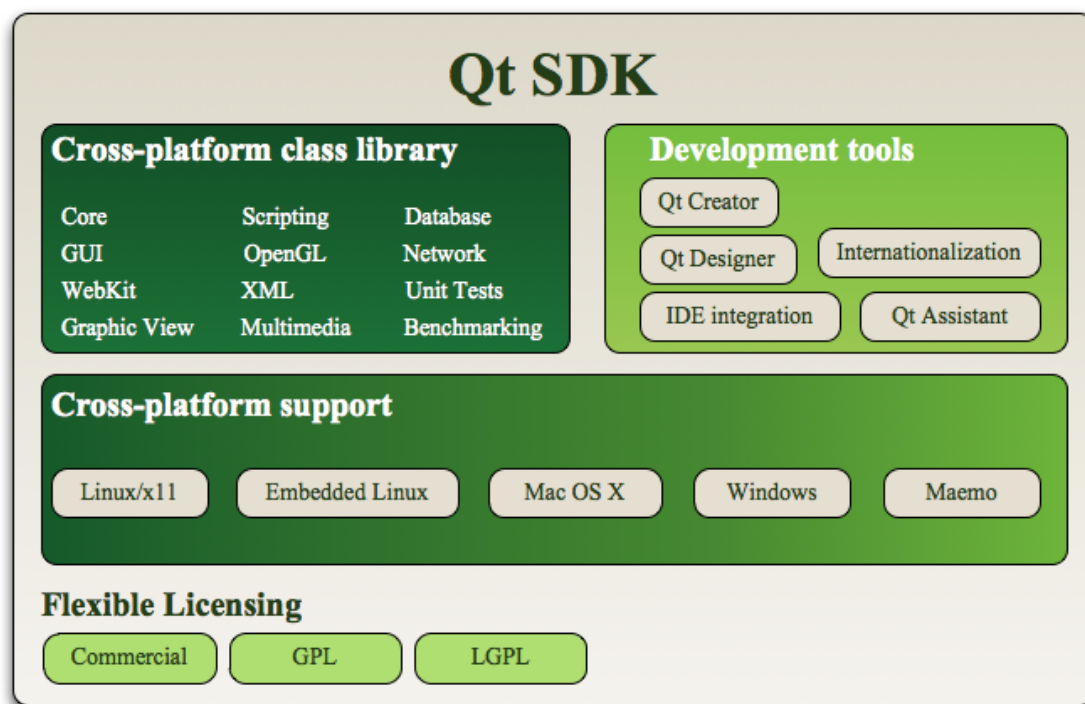 Qt SDK
Cross-platform class library
Core Scripting Database
GUI OpenGL Network
WebKit XML Unit Tests
Graphic View Multimedia Benchmarking
Development tools
Qt Creator
Qt Designer Internationalization
IDE integration Qt Assistant
Cross-platform support
Linux/x11 Embedded Linux Mac OS X Windows Maemo
Flexible Licensing
Commercial GPL LGPL